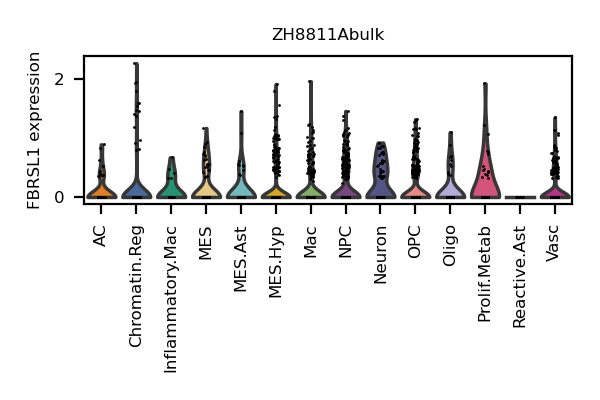 ZH8811Abulk
FBRSL1 expression
2
0
AC
Chromatin.Reg
Inflammatory.Mac
MES
MES.Ast
MES.Hyp
Mac
NPC
Neuron
OPC
Oligo
Prolif.Metab
Reactive.Ast
Vasc